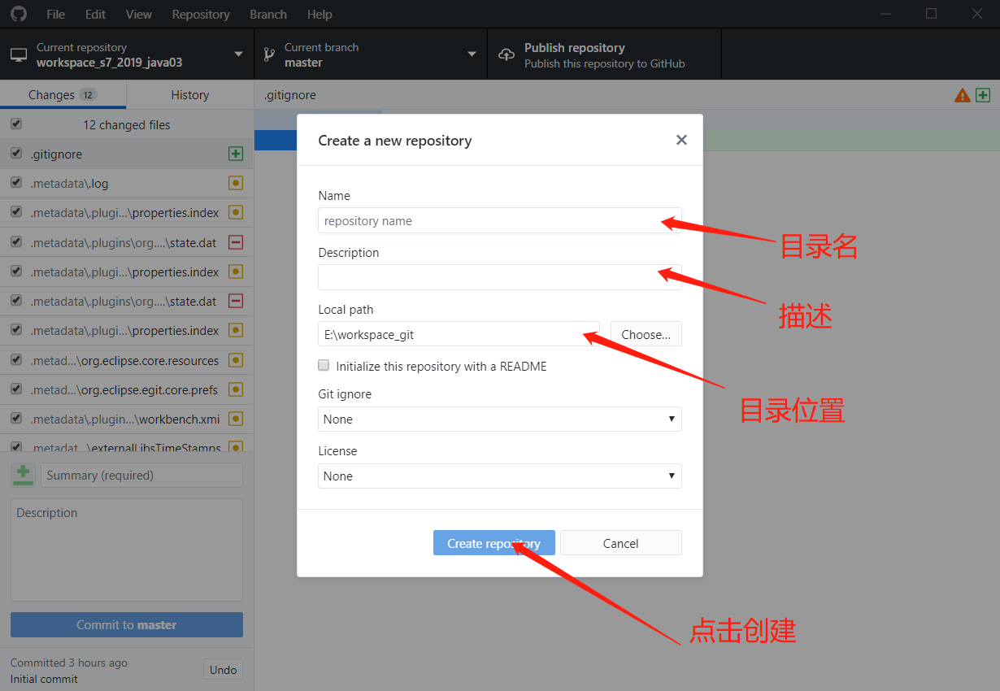 File Edit View Repository Branch Help
Current repository
workspace_s7_2019_java03
Current branch
master
Publish repository
Publish this repository to GitHub
Changes 12
History
.gitignore
12 changed files
.gitignore
.metadata\.log
.metadata\.plugi...\properties.index
.metadata\.plugins\org....\state.dat
.metadata\.plugi...\properties.index
.metadata\.plugins\org....\state.dat
.metadata\.plugi...\properties.index
.metad...\org.eclipse.core.resources
.metad...\org.eclipse.egit.core.prefs
.metadata\.plugin...\workbench.xmi
.metadat...\externalLibsTimeStamps
Summary (required)
Description
Commit to master
Committed 3 hours ago
Initial commit
Undo
Create a new repository
Name
repository name
目录名
Description
描述
Local path
E:\workspace_git
Choose...
目录位置
Initialize this repository with a README
Git ignore
None
License
None
Create repository
Cancel
点击创建